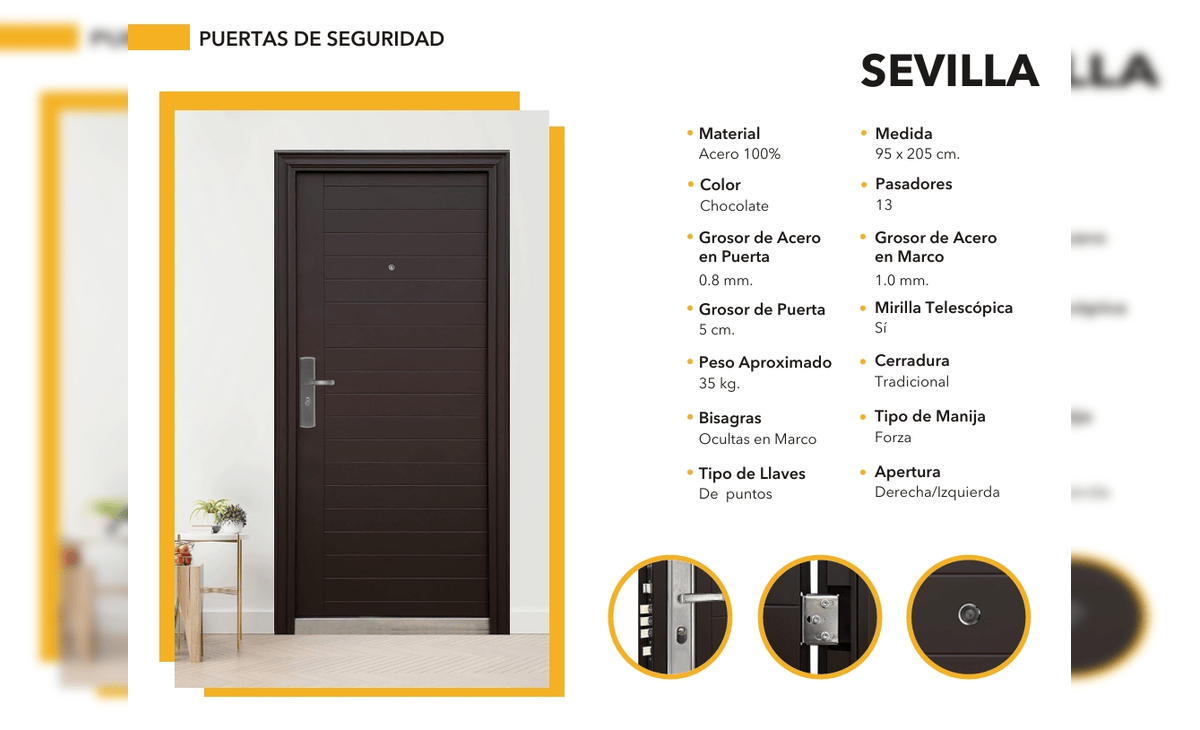 PUERTAS DE SEGURIDAD
SEVILLA
Material
Acero 100%
Color
Chocolate
Grosor de Acero
en Puerta
0.8 mm.
Grosor de Puerta
5 cm.
Peso Aproximado
35 kg.
Bisagras
Ocultas en Marco
Tipo de Llaves
De puntos
Medida
95 x 205 cm.
Pasadores
13
Grosor de Acero
en Marco
1.0 mm.
Mirilla Telescópica
Sí
Cerradura
Tradicional
Tipo de Manija
Forza
Apertura
Derecha/Izquierda